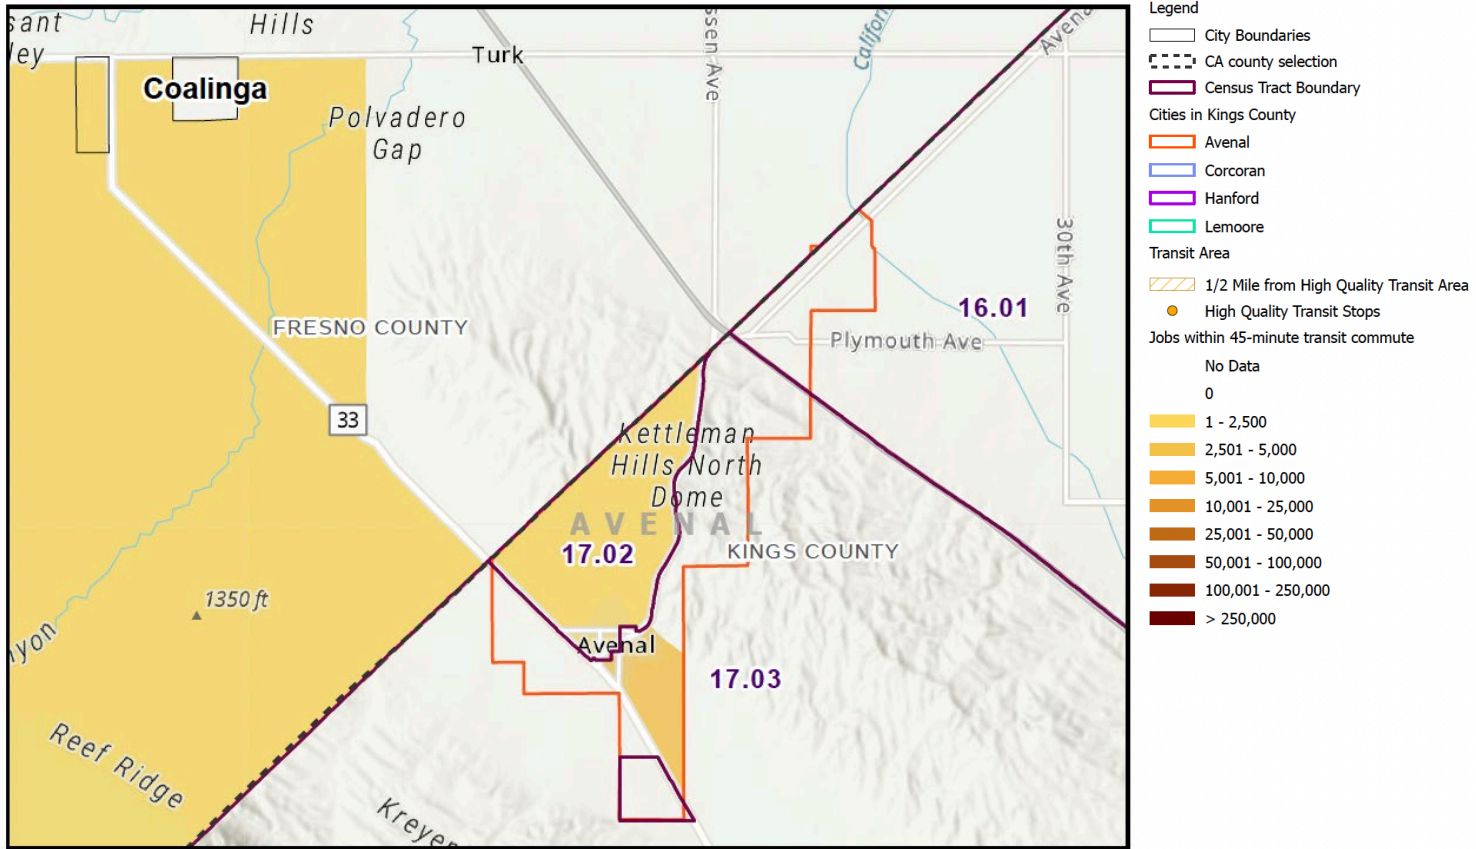 sant
ley
Hills
Turk
Coalinga
Polvadero
Gap
ssen Ave
Californ
Avena
30th Ave
16.01
FRESNO COUNTY
Plymouth Ave
33
Kettleman
Hills North
Dome
AVENAL
17.02
KINGS COUNTY
1350 ft
yon
Avenal
17.03
Reef Ridge
Kreyen
Legend
City Boundaries
CA county selection
Census Tract Boundary
Cities in Kings County
Avenal
Corcoran
Hanford
Lemoore
Transit Area
1/2 Mile from High Quality Transit Area
High Quality Transit Stops
Jobs within 45-minute transit commute
No Data
0
1 - 2,500
2,501 - 5,000
5,001 - 10,000
10,001 - 25,000
25,001 - 50,000
50,001 - 100,000
100,001 - 250,000
> 250,000